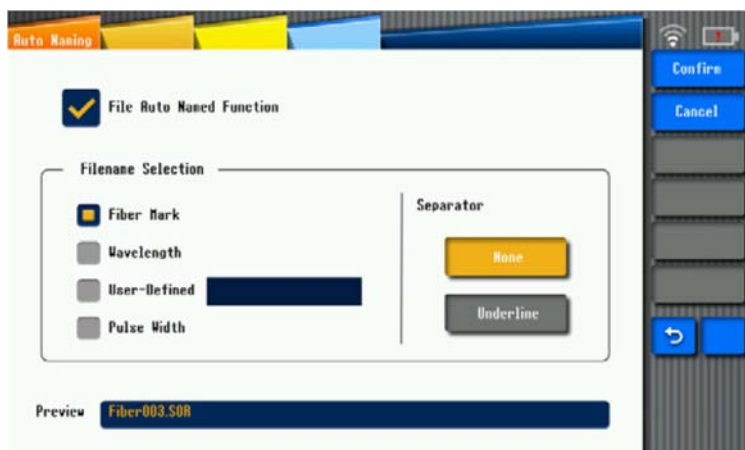 Auto Naming
Confirm
Cancel
File Auto Named Function
Filename Selection
Fiber Mark
Wavelength
User-Defined
Pulse Width
Separator
None
Underline
Preview
Fiber003.SOR